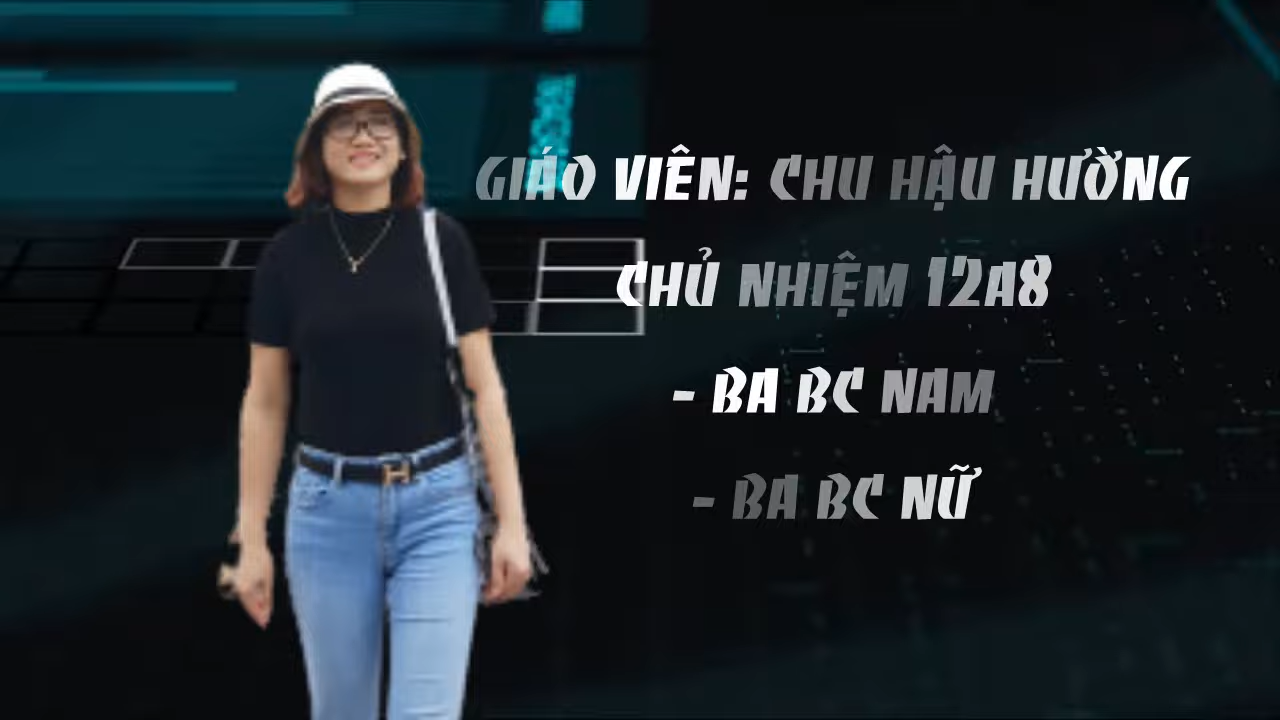 GIÁO VIÊN: CHU HẬU HƯỜNG
CHỦ NHIỆM 12A8
- BA BC NAM
- BA BC NỮ